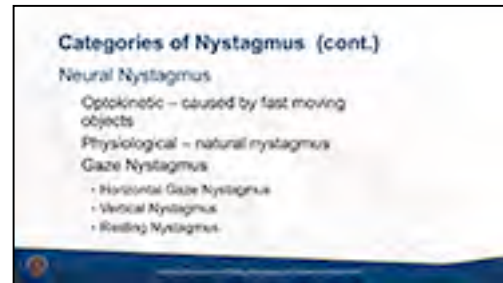 Categories of Nystagmus (cont.)
Neural Nystagmus
Optokinetic – caused by fast moving
objects
Physiological – natural nystagmus
Gaze Nystagmus
- Horizontal Gaze Nystagmus
- Vertical Nystagmus
- Resting Nystagmus